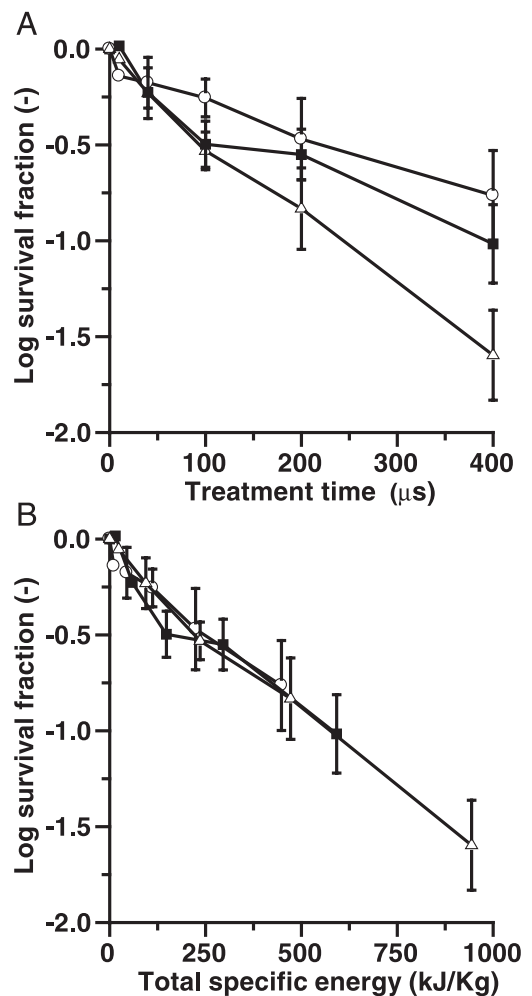 A
0.0
-0.5
-1.0
-1.5
-2.0
Log survival fraction (-)
0 100 200 300 400
Treatment time (μs)
B
0.0
-0.5
-1.0
-1.5
-2.0
Log survival fraction (-)
0 250 500 750 1000
Total specific energy (kJ/Kg)